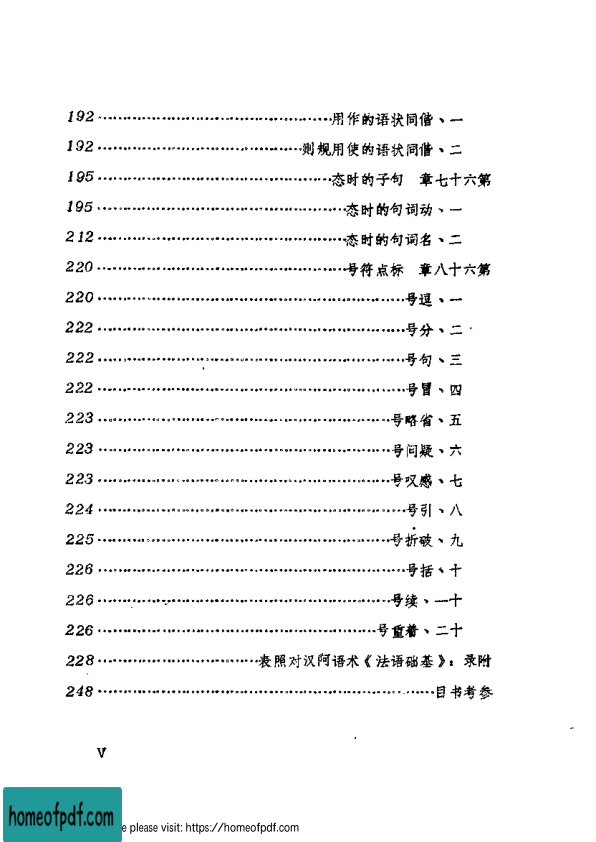 一、偕同状语的作用……192
二、偕同状语的使用规则……192
第六十七章 句子的时态……195
一、动词句的时态……195
二、名词句的时态……212
第六十八章 标点符号……220
一、逗号……220
二、分号……222
三、句号……222
四、冒号……222
五、省略号……223
六、疑问号……223
七、感叹号……223
八、引号……224
九、破折号……225
十、括号……226
十一、续号……226
十二、着重号……226
附录：《基础语法》术语阿汉对照表……228
参考书目……248
V
homeofpdf.com
e please visit: https://homeofpdf.com